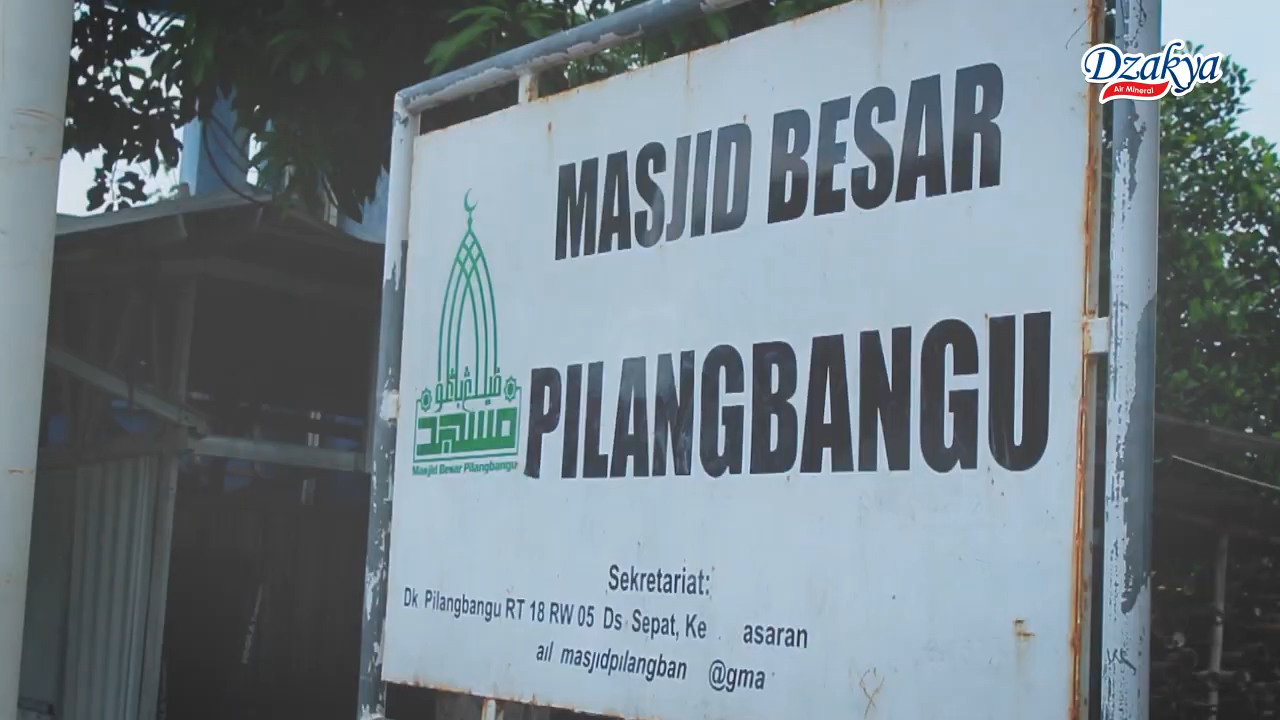 Dzakya
Air Mineral
MASJID BESAR
PILANGBANGU
مسجد
Masjid Besar Pilangbangu
Sekretariat:
Dk Pilangbangu RT 18 RW 05 Ds Sepat, Ke asaran
ail masjidpilangban @gma